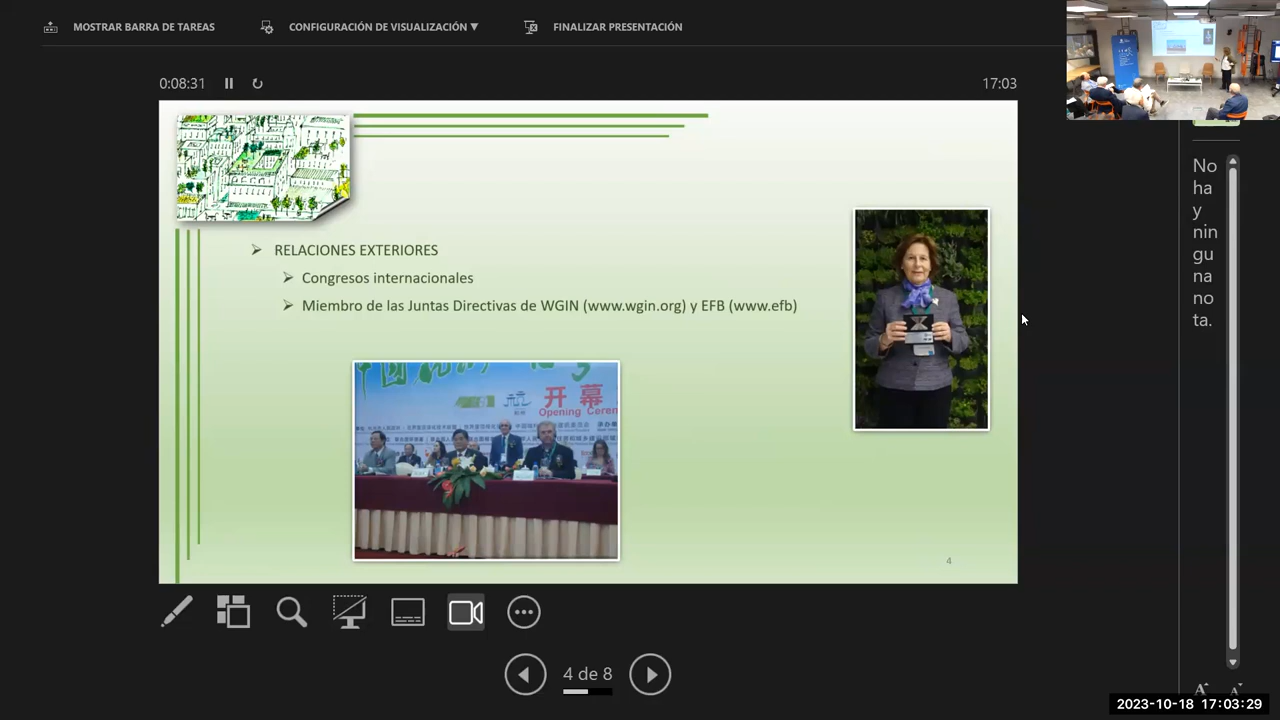 MOSTRAR BARRA DE TAREAS
CONFIGURACIÓN DE VISUALIZACIÓN ▼
FINALIZAR PRESENTACIÓN
0:08:31
17:03
RELACIONES EXTERIORES
Congresos internacionales
Miembro de las Juntas Directivas de WGIN (www.wgin.org) y EFB (www.efb)
开幕
Opening Ceren
4
No
ha
y
nin
gu
na
no
ta.
4 de 8
A
A
2023-10-18 17:03:29